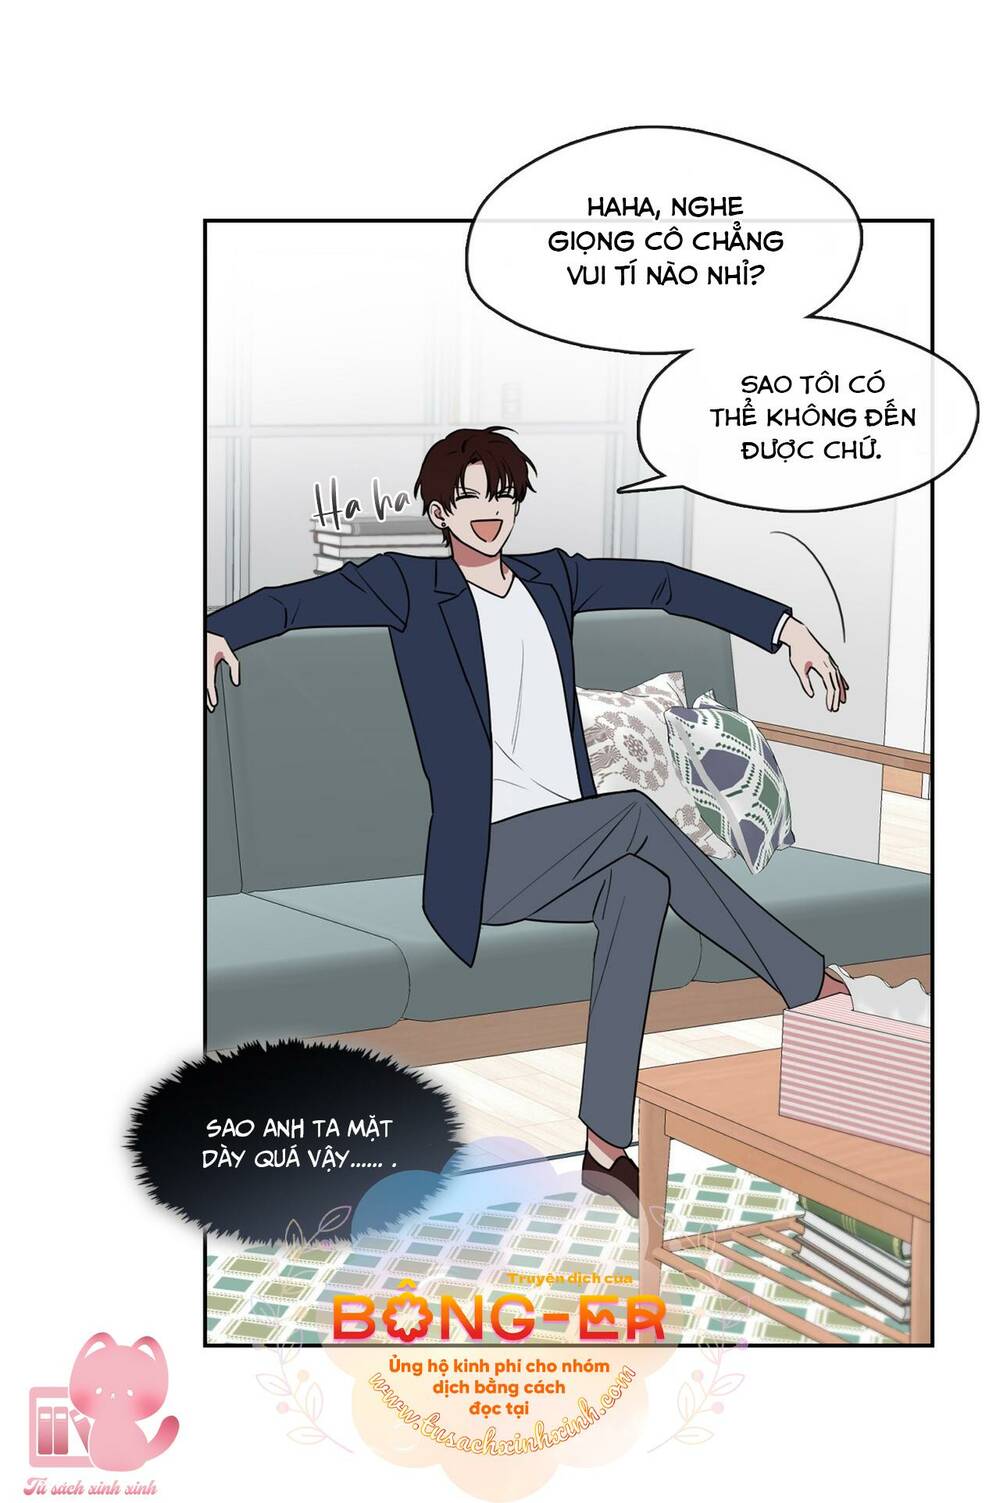 HAHA, NGHE
GIỌNG CÔ CHẲNG
VUI TÍ NÀO NHỈ?
SAO TÔI CÓ
THỂ KHÔNG ĐẾN
ĐƯỢC CHỨ.
Ha ha
SAO ANH TA MẶT
DÀY QUÁ VẬY...... .
Truyện dịch của
BÔNG-ER
Ủng hộ kinh phí cho nhóm
dịch bằng cách
đọc tại
www.tusachxinhxinh.com
Tủ sách xinh xinh